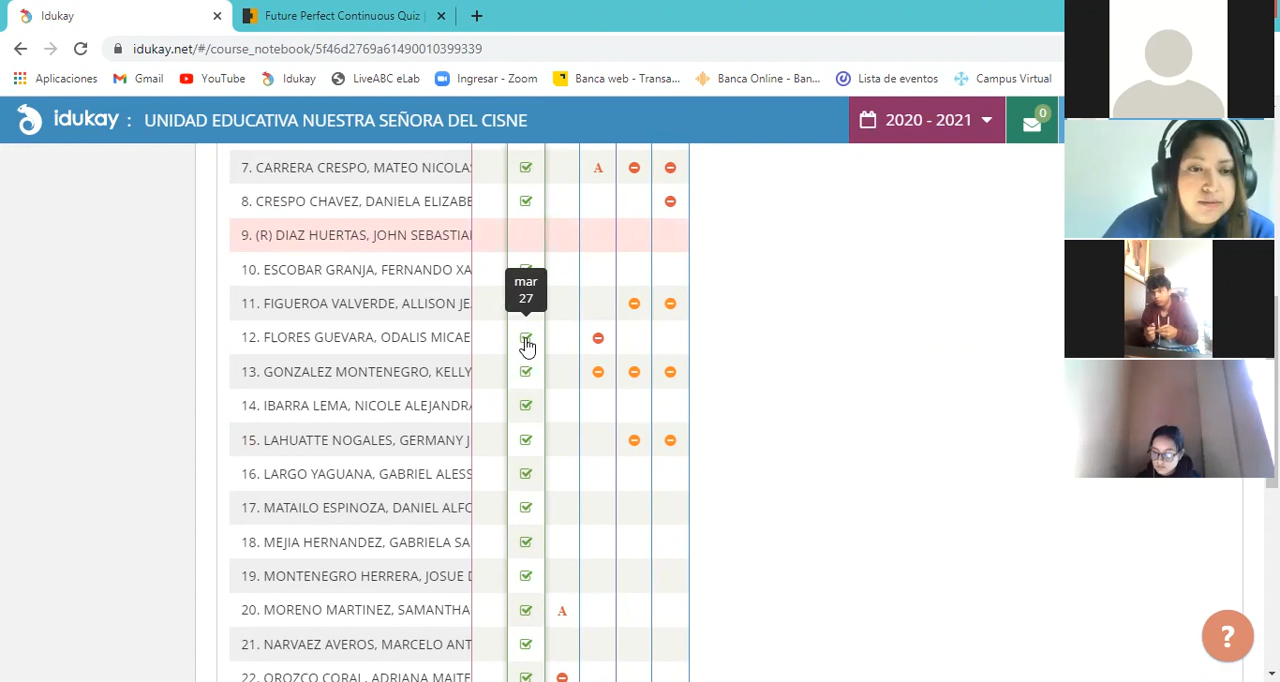 Idukay
Future Perfect Continuous Quiz
idukay.net/#/course_notebook/5f46d2769a61490010399339
Aplicaciones
Gmail
YouTube
Idukay
LiveABC eLab
Ingresar - Zoom
Banca web - Transa...
Banca Online - Ban...
Lista de eventos
Campus Virtual
idukay : UNIDAD EDUCATIVA NUESTRA SEÑORA DEL CISNE
2020 - 2021
0
7. CARRERA CRESPO, MATEO NICOLAS
A
8. CRESPO CHAVEZ, DANIELA ELIZABE
9. (R) DIAZ HUERTAS, JOHN SEBASTIAN
10. ESCOBAR GRANJA, FERNANDO XA
mar
27
11. FIGUEROA VALVERDE, ALLISON JE
12. FLORES GUEVARA, ODALIS MICAE
13. GONZALEZ MONTENEGRO, KELLY
14. IBARRA LEMA, NICOLE ALEJANDRA
15. LAHUATTE NOGALES, GERMANY J
16. LARGO YAGUANA, GABRIEL ALESS
17. MATAILO ESPINOZA, DANIEL ALFO
18. MEJIA HERNANDEZ, GABRIELA SA
19. MONTENEGRO HERRERA, JOSUE D
20. MORENO MARTINEZ, SAMANTHA
A
21. NARVAEZ AVEROS, MARCELO ANT
22. OROZCO CORAL, ADRIANA MAITE
?